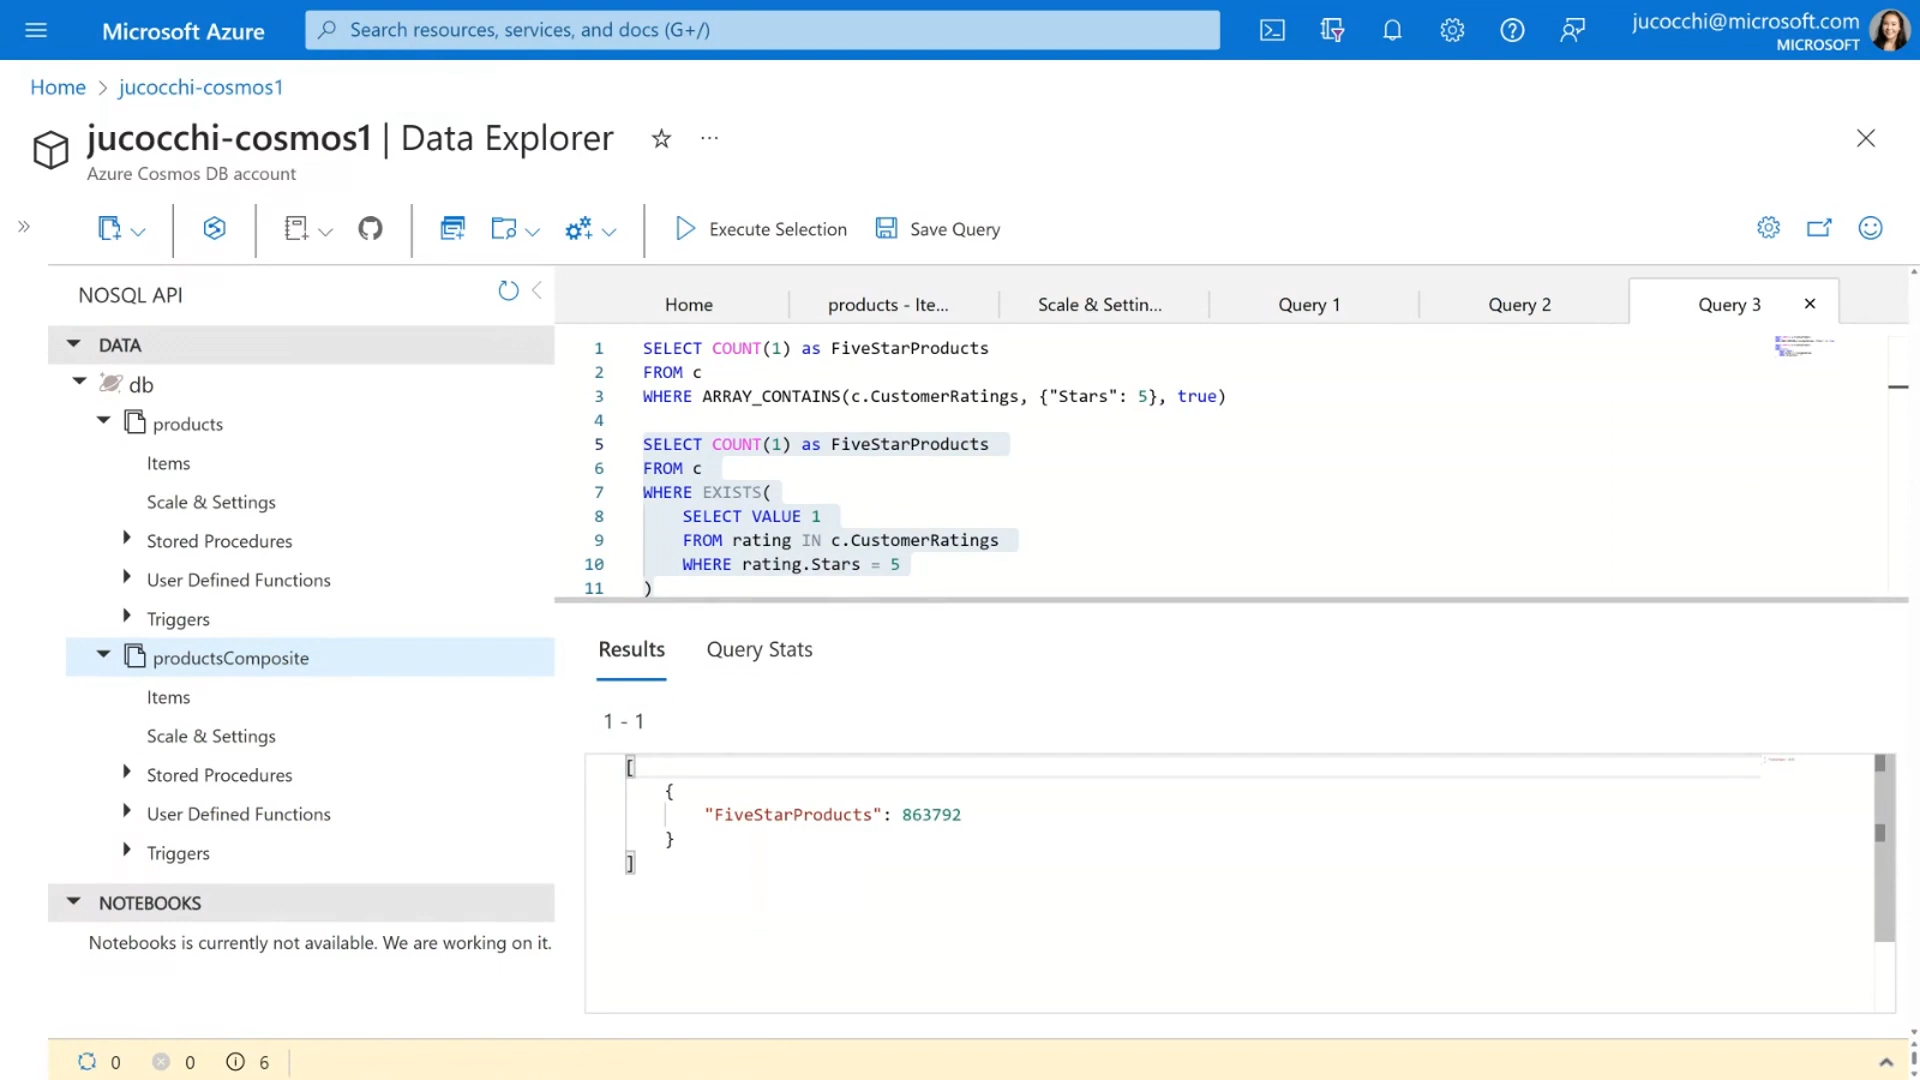 Microsoft Azure
Search resources, services, and docs (G+/)
jucocchi@microsoft.com
MICROSOFT
Home > jucocchi-cosmos1
jucocchi-cosmos1 | Data Explorer
Azure Cosmos DB account
Execute Selection
Save Query
NOSQL API
DATA
db
products
Items
Scale & Settings
Stored Procedures
User Defined Functions
Triggers
productsComposite
Items
Scale & Settings
Stored Procedures
User Defined Functions
Triggers
NOTEBOOKS
Notebooks is currently not available. We are working on it.
Home
products - Ite...
Scale & Settin...
Query 1
Query 2
Query 3
1 SELECT COUNT(1) as FiveStarProducts
2 FROM c
3 WHERE ARRAY_CONTAINS(c.CustomerRatings, {"Stars": 5}, true)
4
5 SELECT COUNT(1) as FiveStarProducts
6 FROM c
7 WHERE EXISTS(
8 SELECT VALUE 1
9 FROM rating IN c.CustomerRatings
10 WHERE rating.Stars = 5
11 )
Results
Query Stats
1 - 1
[
{
"FiveStarProducts": 863792
}
]
0 0 6